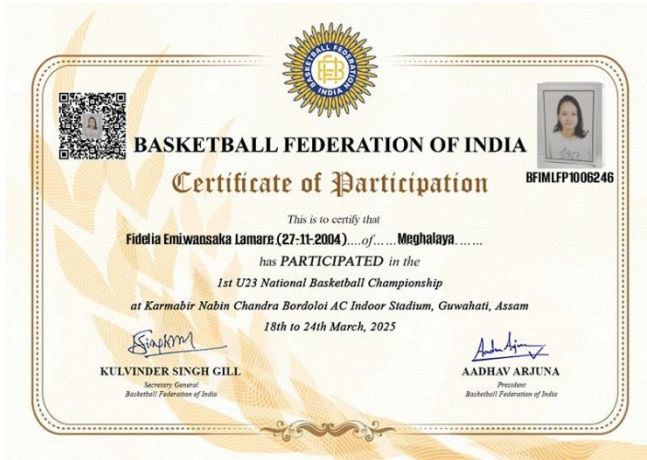 BASKETBALL FEDERATION INDIA
BASKETBALL FEDERATION OF INDIA
BFIMLFP1006246
Certificate of Participation
This is to certify that
Fidelia Emiwansaka Lamare (27-11-2004)....of...... Meghalaya. ......
has PARTICIPATED in the
1st U23 National Basketball Championship
at Karmabir Nabin Chandra Bordoloi AC Indoor Stadium, Guwahati, Assam
18th to 24th March, 2025
KULVINDER SINGH GILL
Secretary General
Basketball Federation of India
AADHAV ARJUNA
President
Basketball Federation of India